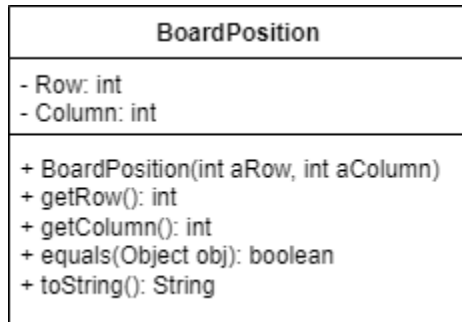 BoardPosition
- Row: int
- Column: int
+ BoardPosition(int aRow, int aColumn)
+ getRow(): int
+ getColumn(): int
+ equals(Object obj): boolean
+ toString(): String